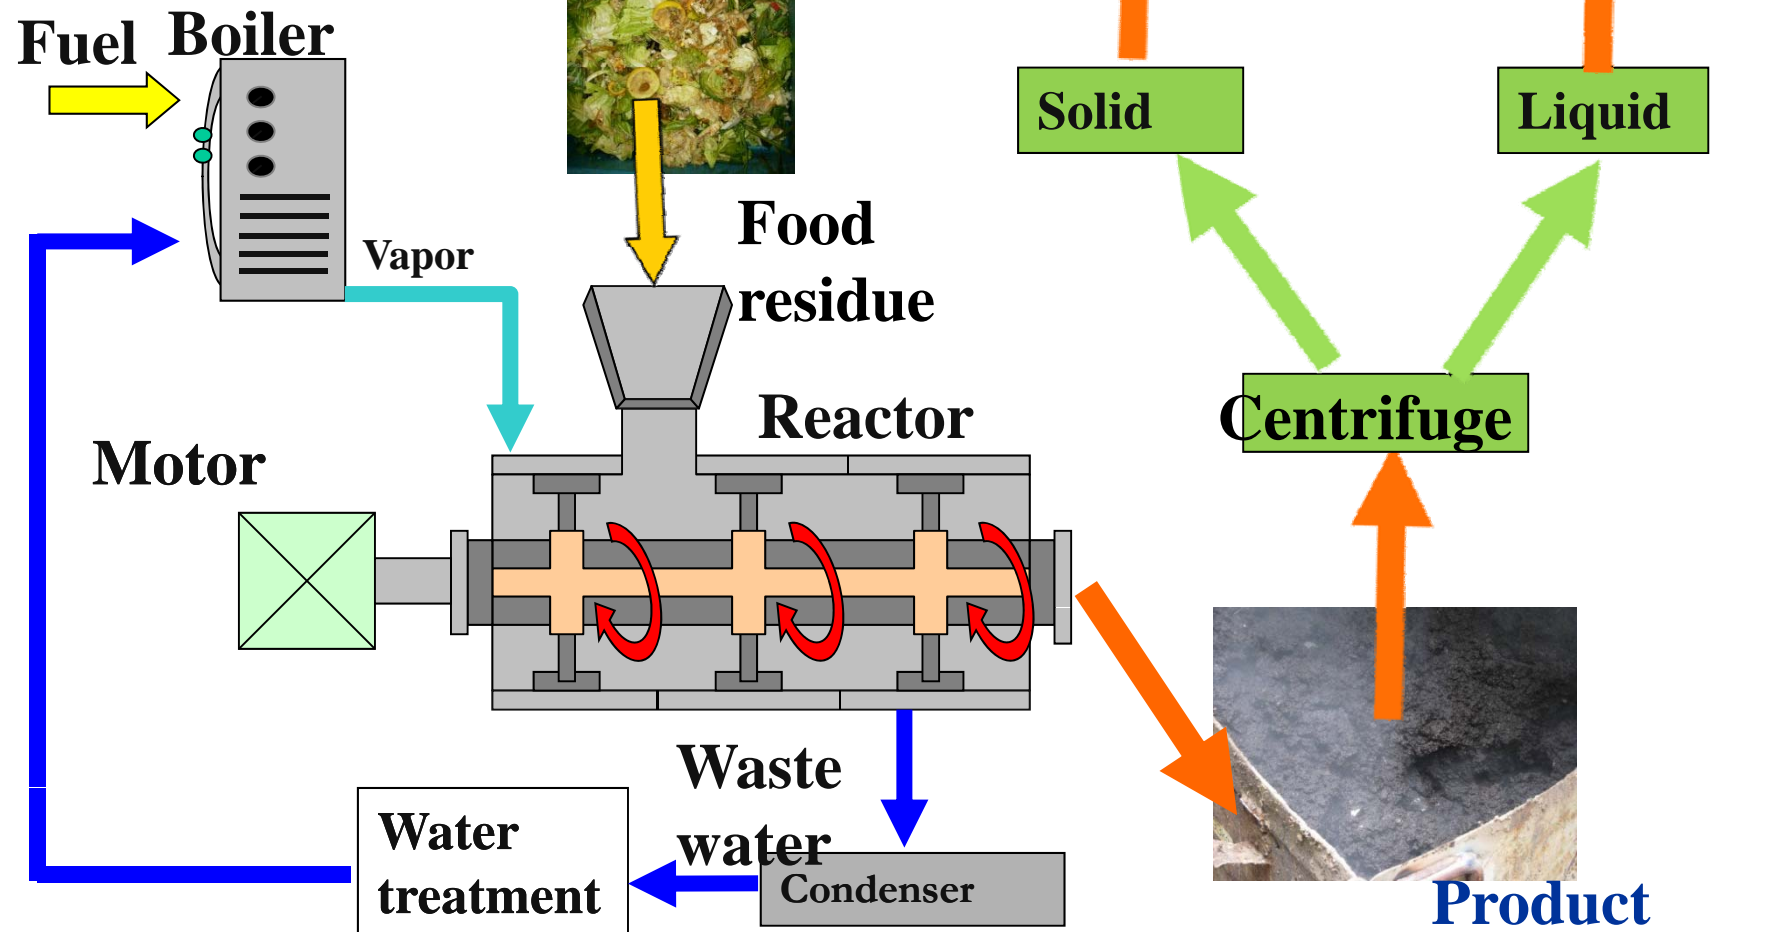 Fuel
Boiler
Solid
Liquid
Vapor
Food
residue
Reactor
Centrifuge
Motor
Waste
water
Water
treatment
Condenser
Product